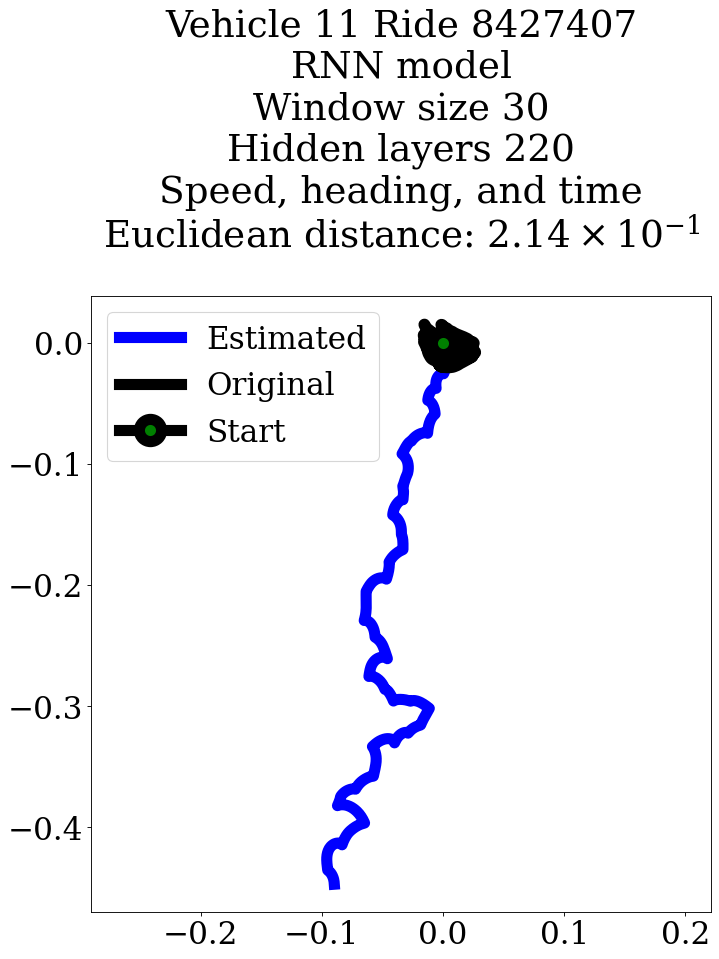 Vehicle 11 Ride 8427407
RNN model
Window size 30
Hidden layers 220
Speed, heading, and time
Euclidean distance: 2.14 × 10⁻¹
Estimated
Original
Start
0.0
−0.1
−0.2
−0.3
−0.4
−0.2
−0.1
0.0
0.1
0.2